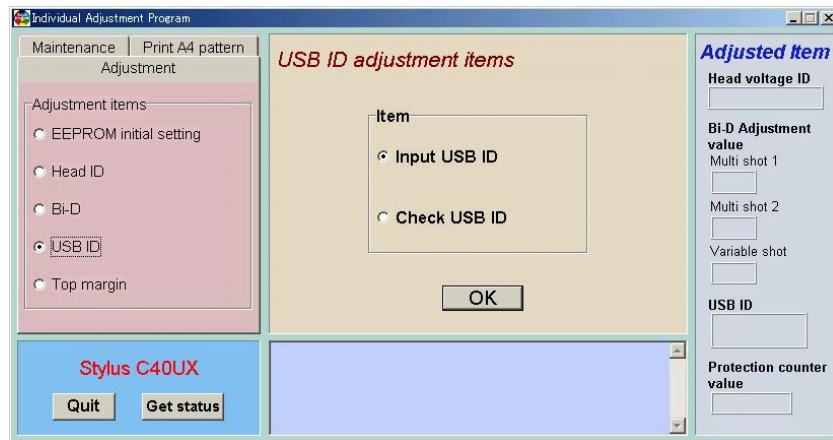 Individual Adjustment Program
Maintenance
Print A4 pattern
Adjustment
Adjustment items
EEPROM initial setting
Head ID
Bi-D
USB ID
Top margin
USB ID adjustment items
Item
Input USB ID
Check USB ID
OK
Adjusted Item
Head voltage ID
Bi-D Adjustment
value
Multi shot 1
Multi shot 2
Variable shot
USB ID
Protection counter
value
Stylus C40UX
Quit
Get status